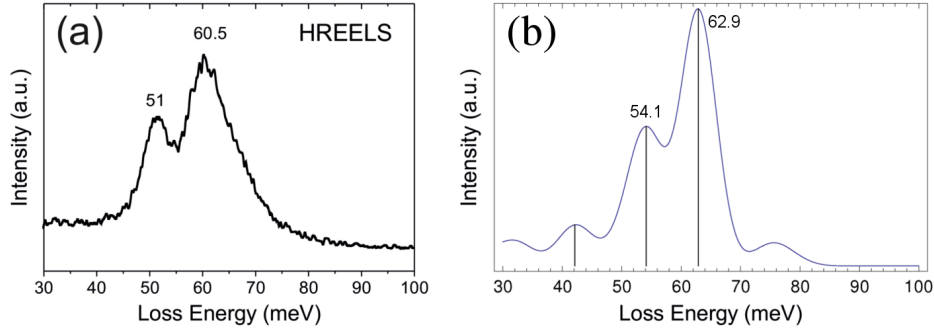 (a)
60.5
HREELS
51
Intensity (a.u.)
30 40 50 60 70 80 90 100
Loss Energy (meV)
(b)
62.9
54.1
Intensity (a.u.)
30 40 50 60 70 80 90 100
Loss Energy (meV)